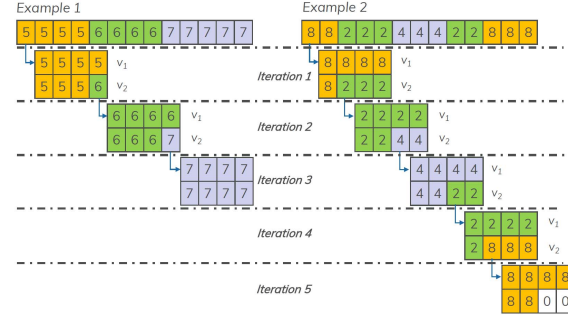 Example 1
Example 2
5 5 5 5 6 6 6 6 7 7 7 7 7
8 8 2 2 2 4 4 4 2 2 8 8 8
5 5 5 5 v1
5 5 5 6 v2
Iteration 1
8 8 8 8 v1
8 2 2 2 v2
6 6 6 6 v1
6 6 6 7 v2
Iteration 2
2 2 2 2 v1
2 2 4 4 v2
7 7 7 7
7 7 7 7
Iteration 3
4 4 4 4 v1
4 4 2 2 v2
Iteration 4
2 2 2 2 v1
2 8 8 8 v2
Iteration 5
8 8 8 8
8 8 0 0